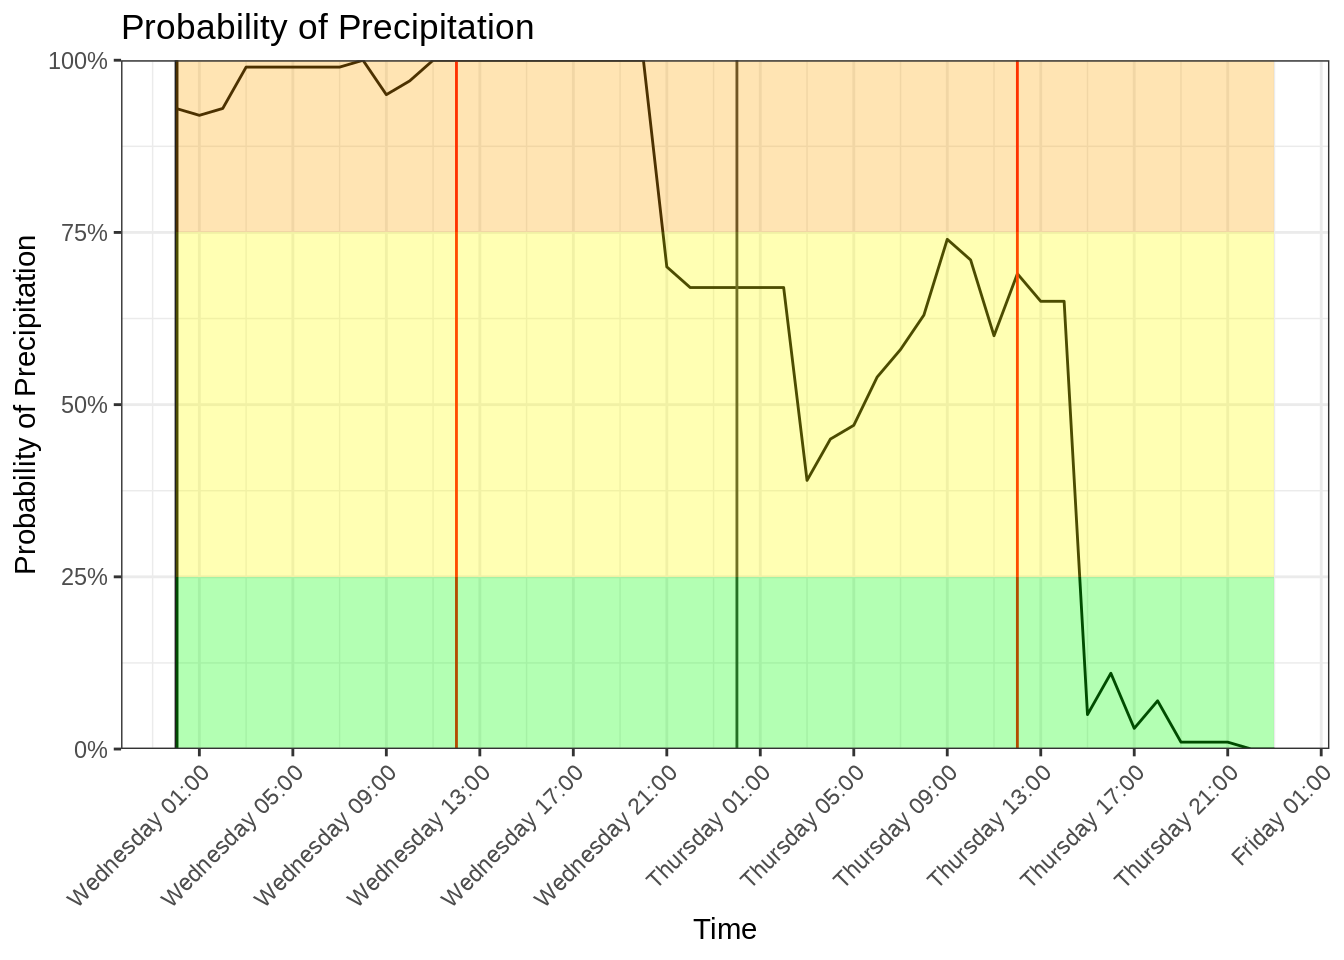 Probability of Precipitation
Probability of Precipitation
100%
75%
50%
25%
0%
Wednesday 01:00
Wednesday 05:00
Wednesday 09:00
Wednesday 13:00
Wednesday 17:00
Wednesday 21:00
Thursday 01:00
Thursday 05:00
Thursday 09:00
Thursday 13:00
Thursday 17:00
Thursday 21:00
Friday 01:00
Time